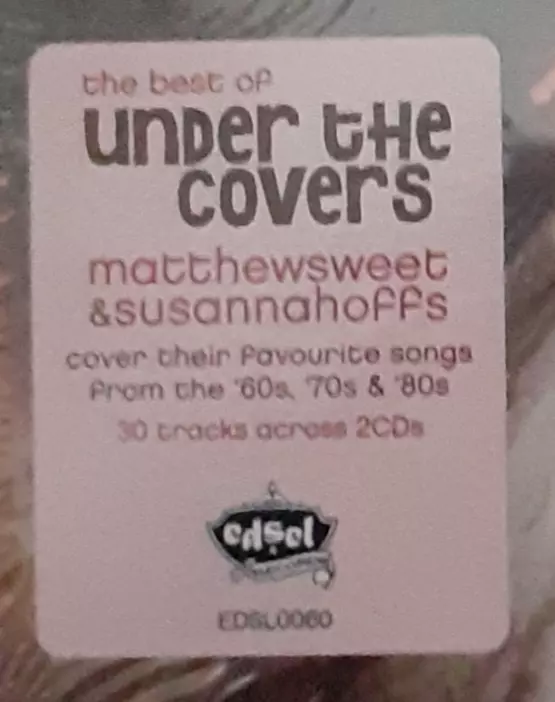 the best of
under the
covers
matthewsweet
&susannahoffs
cover their favourite songs
from the '60s, '70s & '80s
30 tracks across 2CDs
edsel
EDSL0060